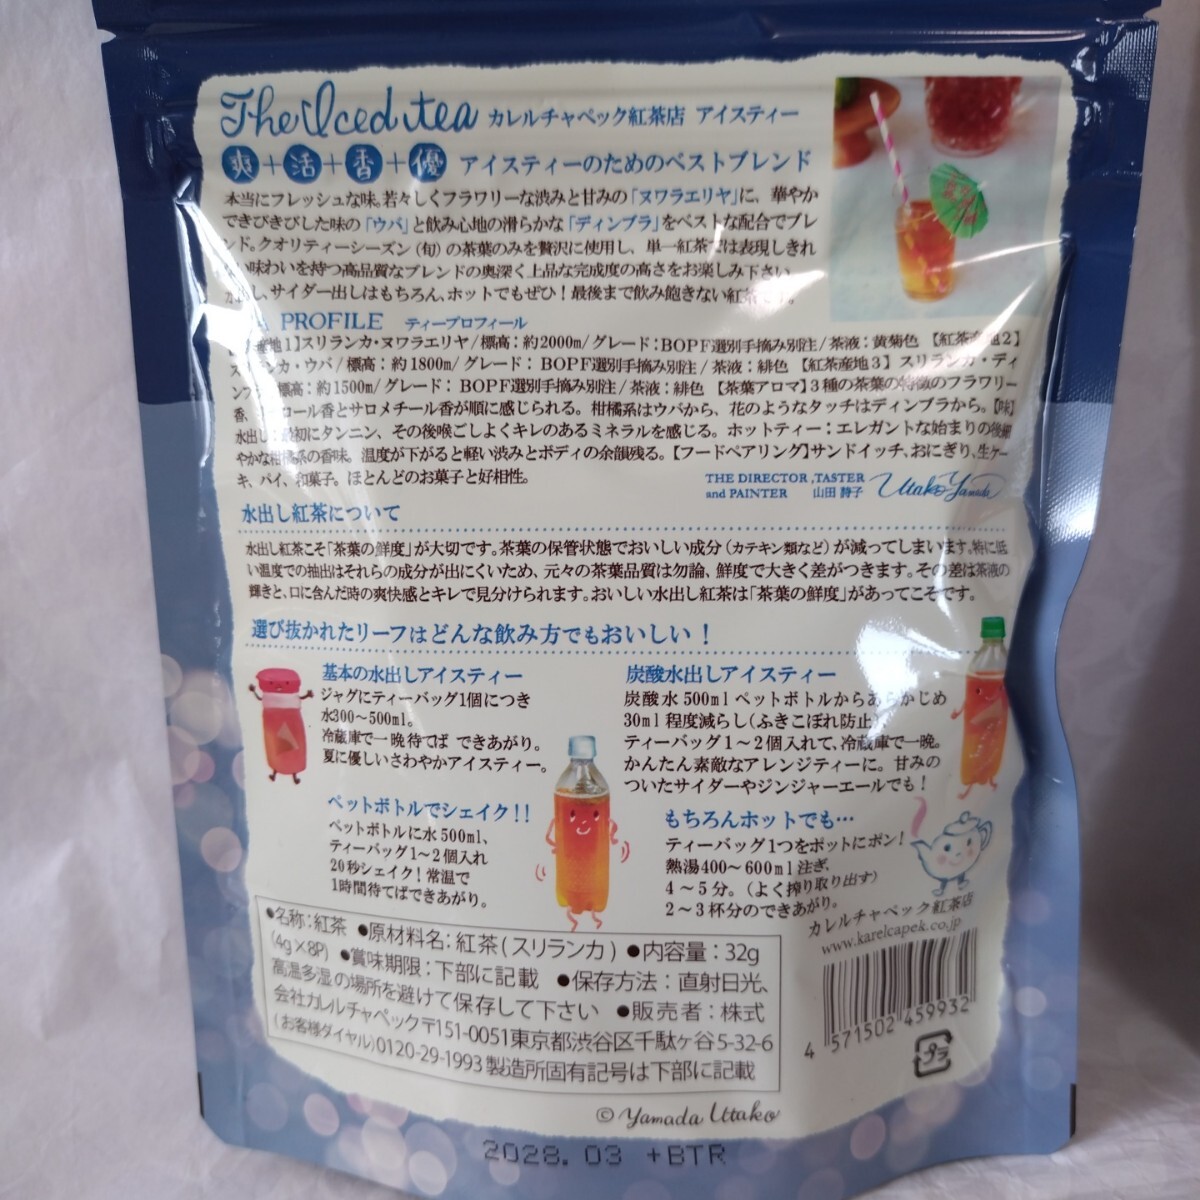 The Iced tea カレルチャペック紅茶店 アイスティー
爽+活+香+優 アイスティーのためのベストブレンド
本当にフレッシュな味。若々しくフラワリーな渋みと甘みの「ヌワラエリヤ」に、華やか
できびきびした味の「ウバ」と飲み心地の滑らかな「ディンブラ」をベストな配合でブレ
ンド。クオリティーシーズン(旬)の茶葉のみを贅沢に使用し、単一紅茶では表現しきれ
ない味わいを持つ高品質なブレンドの奥深く上品な完成度の高さをお楽しみ下さい。
水出し、サイダー出しはもちろん、ホットでもぜひ!最後まで飲み飽きない紅茶です。
PROFILE ティープロフィール
産地1】スリランカ・ヌワラエリヤ/標高:約2000m/グレード:BOPF選別手摘み別注/茶液:黄菊色 【紅茶産地2】
スリランカ・ウバ/標高:約1800m/グレード: BOPF選別手摘み別注/茶液:緋色 【紅茶産地3】 スリランカ・ディ
ンブラ/標高:約1500m/グレード: BOPF選別手摘み別注/茶液:緋色 【茶葉アロマ】3種の茶葉の特徴のフラワリー
香、メントール香とサロメチール香が順に感じられる。柑橘系はウバから、花のようなタッチはディンブラから。【味】
水出し:最初にタンニン、その後喉ごしよくキレのあるミネラルを感じる。ホットティー:エレガントな始まりの後細
やかな柑橘系の香味。温度が下がると軽い渋みとボディの余韻残る。【フードペアリング】サンドイッチ、おにぎり、生ケー
キ、パイ、和菓子。ほとんどのお菓子と好相性。
THE DIRECTOR ,TASTER
and PAINTER 山田 詩子 Utako Yamada
水出し紅茶について
水出し紅茶こそ「茶葉の鮮度」が大切です。茶葉の保管状態でおいしい成分(カテキン類など)が減ってしまいます。特に低
い温度での抽出はそれらの成分が出にくいため、元々の茶葉品質は勿論、鮮度で大きく差がつきます。その差は茶液の
輝きと、口に含んだ時の爽快感とキレで見分けられます。おいしい水出し紅茶は「茶葉の鮮度」があってこそです。
選び抜かれたリーフはどんな飲み方でもおいしい!
基本の水出しアイスティー
ジャグにティーバッグ1個につき
水300~500ml。
冷蔵庫で一晩待てば できあがり。
夏に優しいさわやかアイスティー。
炭酸水出しアイスティー
炭酸水500mlペットボトルからあらかじめ
30ml程度減らし(ふきこぼれ防止)
ティーバッグ1~2個入れて、冷蔵庫で一晩。
かんたん素敵なアレンジティーに。甘みの
ついたサイダーやジンジャーエールでも!
ペットボトルでシェイク!!
ペットボトルに水500ml、
ティーバッグ1~2個入れ
20秒シェイク!常温で
1時間待てばできあがり。
もちろんホットでも…
ティーバッグ1つをポットにポン!
熱湯400~600ml注ぎ、
4~5分。(よく搾り取り出す)
2~3杯分のできあがり。
カレルチャペック紅茶店
www.karelcapek.co.jp
●名称:紅茶 ●原材料名:紅茶(スリランカ) ●内容量:32g
(4g×8P) ●賞味期限:下部に記載 ●保存方法:直射日光、
高温多湿の場所を避けて保存して下さい ●販売者:株式
会社カレルチャペック〒151-0051東京都渋谷区千駄ヶ谷5-32-6
(お客様ダイヤル)0120-29-1993製造所固有記号は下部に記載
4 571502 459932
プラ
© Yamada Utako
2028.03 +BTR